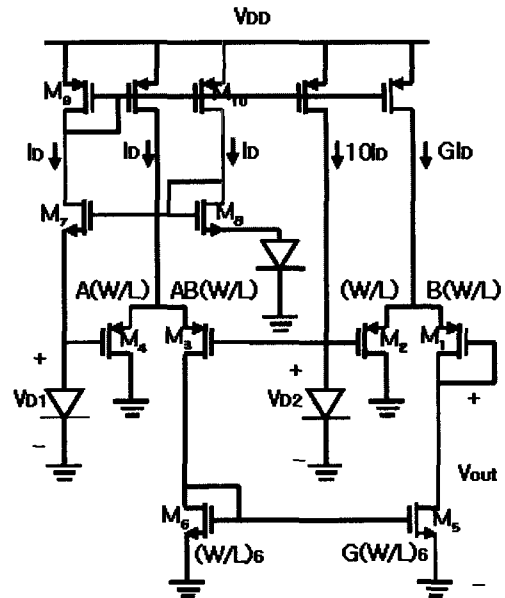 VDD
M9
M10
ID
ID
ID
10ID
GID
M7
M8
A(W/L)
AB(W/L)
(W/L)
B(W/L)
M4
M3
M2
M1
+
+
+
VD1
VD2
-
-
Vout
M6
M5
(W/L)6
G(W/L)6
-